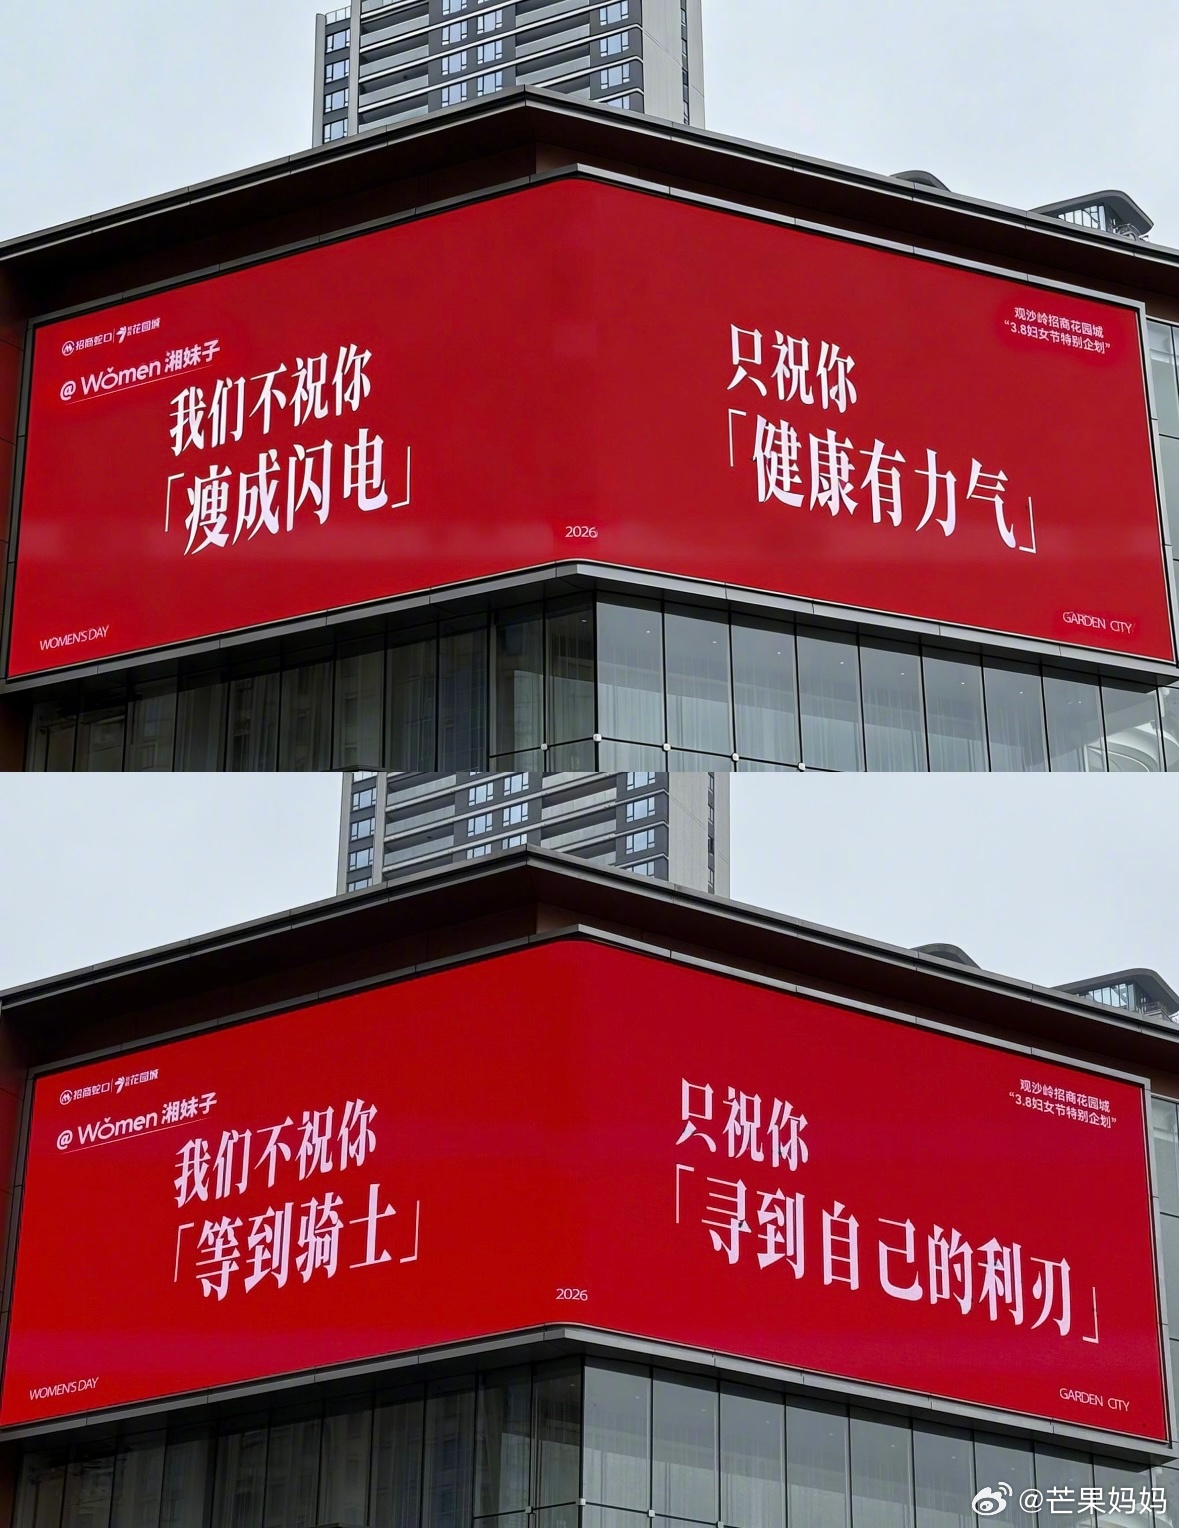 招商蛇口 花园城
@ Women 湘妹子
我们不祝你
「瘦成闪电」
只祝你
「健康有力气」
观沙岭招商花园城
“3.8妇女节特别企划”
2026
WOMEN'S DAY
GARDEN CITY
招商蛇口 花园城
@ Women 湘妹子
我们不祝你
「等到骑士」
只祝你
「寻到自己的利刃」
观沙岭招商花园城
“3.8妇女节特别企划”
2026
WOMEN'S DAY
GARDEN CITY
@芒果妈妈